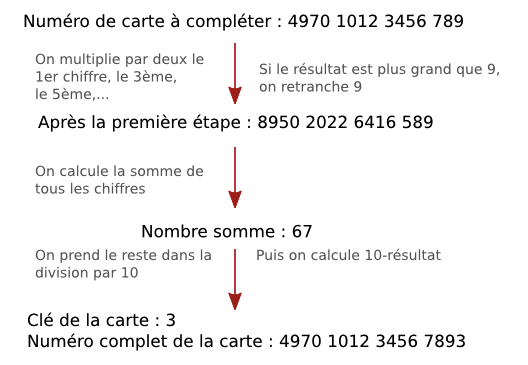 Numéro de carte à compléter : 4970 1012 3456 789
On multiplie par deux le
1er chiffre, le 3ème,
le 5ème,...
Si le résultat est plus grand que 9,
on retranche 9
Après la première étape : 8950 2022 6416 589
On calcule la somme de
tous les chiffres
Nombre somme : 67
On prend le reste dans la
division par 10
Puis on calcule 10-résultat
Clé de la carte : 3
Numéro complet de la carte : 4970 1012 3456 7893